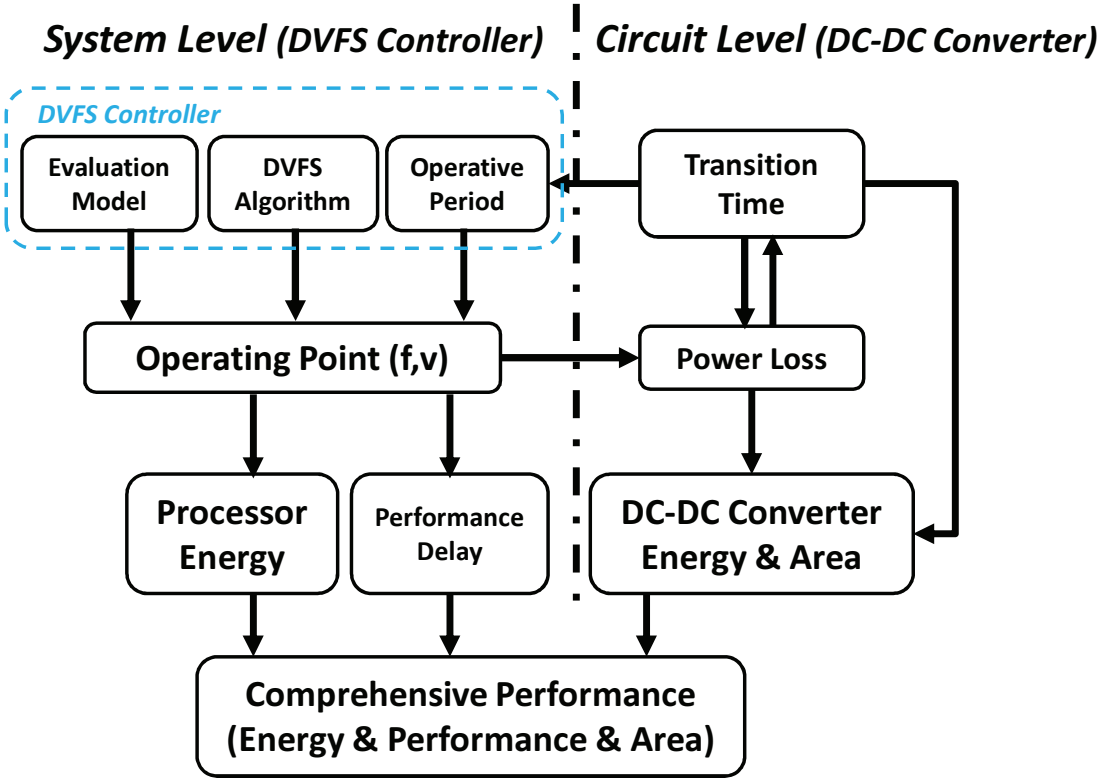 System Level (DVFS Controller)
Circuit Level (DC-DC Converter)
DVFS Controller
Evaluation
Model
DVFS
Algorithm
Operative
Period
Transition
Time
Operating Point (f,v)
Power Loss
Processor
Energy
Performance
Delay
DC-DC Converter
Energy & Area
Comprehensive Performance
(Energy & Performance & Area)